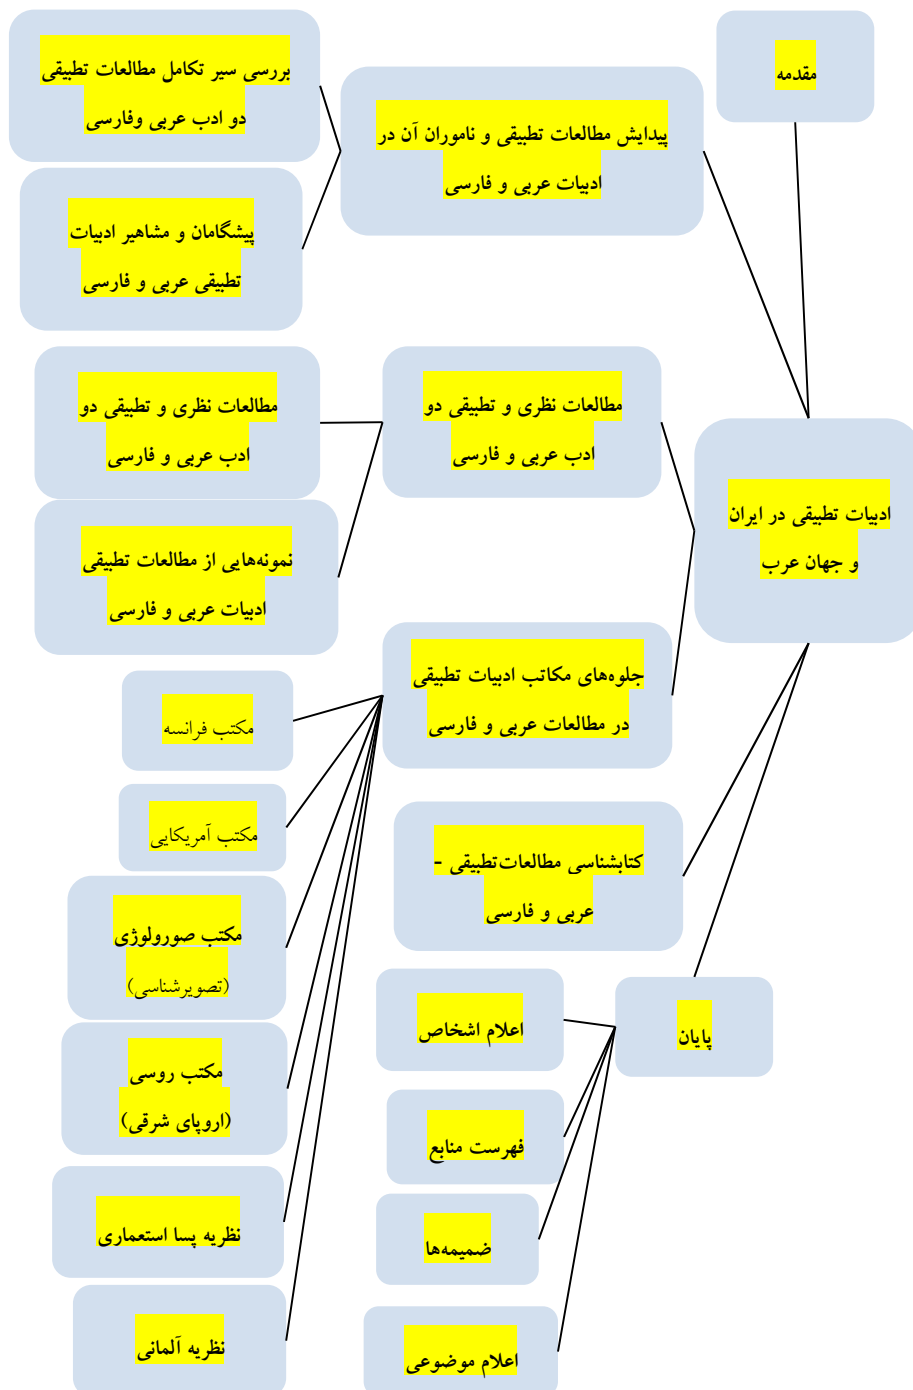 مقدمه
پیدایش مطالعات تطبیقی و ناموران آن در
ادبیات عربی و فارسی
بررسی سیر تکامل مطالعات تطبیقی
دو ادب عربی وفارسی
پیشگامان و مشاهیر ادبیات
تطبیقی عربی و فارسی
ادبیات تطبیقی در ایران
و جهان عرب
مطالعات نظری و تطبیقی دو
ادب عربی و فارسی
مطالعات نظری و تطبیقی دو
ادب عربی و فارسی
نمونه‌هایی از مطالعات تطبیقی
ادبیات عربی و فارسی
جلوه‌های مکاتب ادبیات تطبیقی
در مطالعات عربی و فارسی
مکتب فرانسه
مکتب آمریکایی
مکتب صورولوژی
(تصویرشناسی)
مکتب روسی
(اروپای شرقی)
نظریه پسا استعماری
نظریه آلمانی
کتابشناسی مطالعات‌تطبیقی -
عربی و فارسی
پایان
اعلام اشخاص
فهرست منابع
ضمیمه‌ها
اعلام موضوعی